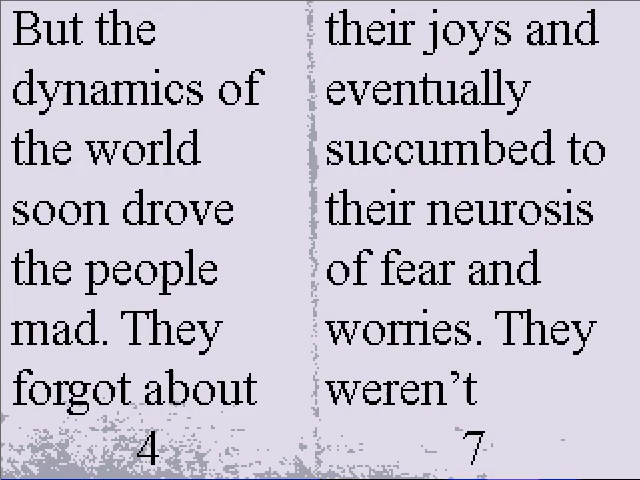 But the
dynamics of
the world
soon drove
the people
mad. They
forgot about
4
their joys and
eventually
succumbed to
their neurosis
of fear and
worries. They
weren’t
7